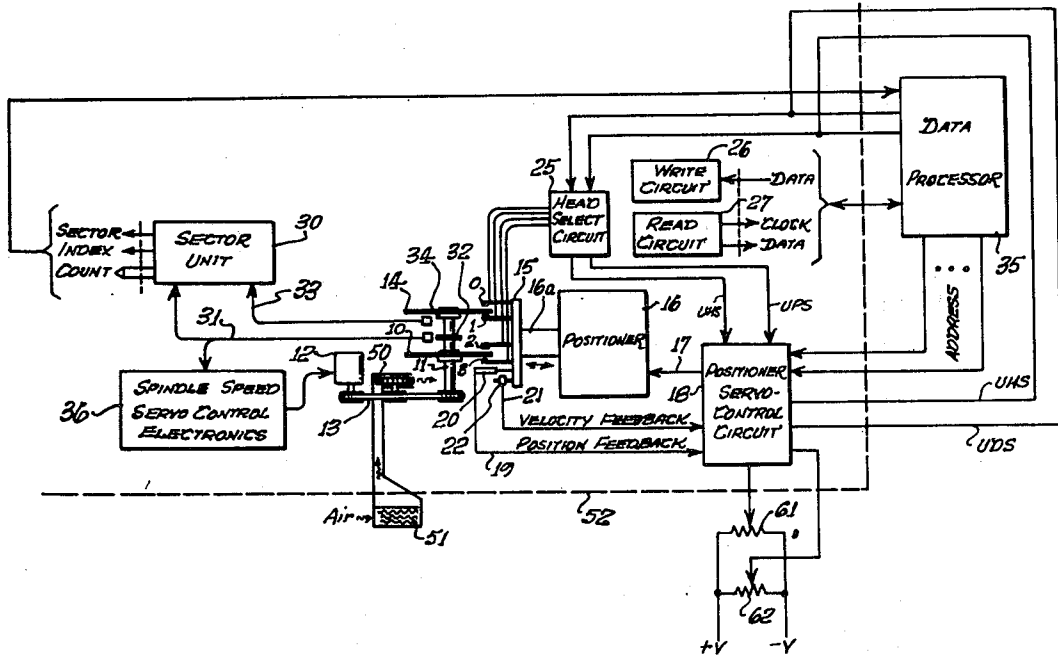 DATA
PROCESSOR
35
WRITE
CIRCUIT
26
READ
CIRCUIT
27
DATA
CLOCK
DATA
25
HEAD
SELECT
CIRCUIT
SECTOR
INDEX
COUNT
SECTOR
UNIT
30
33
31
34
32
14
10
11
0
1
2
15
16a
16
POSITIONER
17
18
UHS
UPS
ADDRESS
POSITIONER
SERVO-
CONTROL
CIRCUIT
UHS
UDS
12
50
13
36
SPINDLE SPEED
SERVO CONTROL
ELECTRONICS
20
22
21
VELOCITY FEEDBACK
POSITION FEEDBACK
19
52
Air
51
61
62
+V
-V